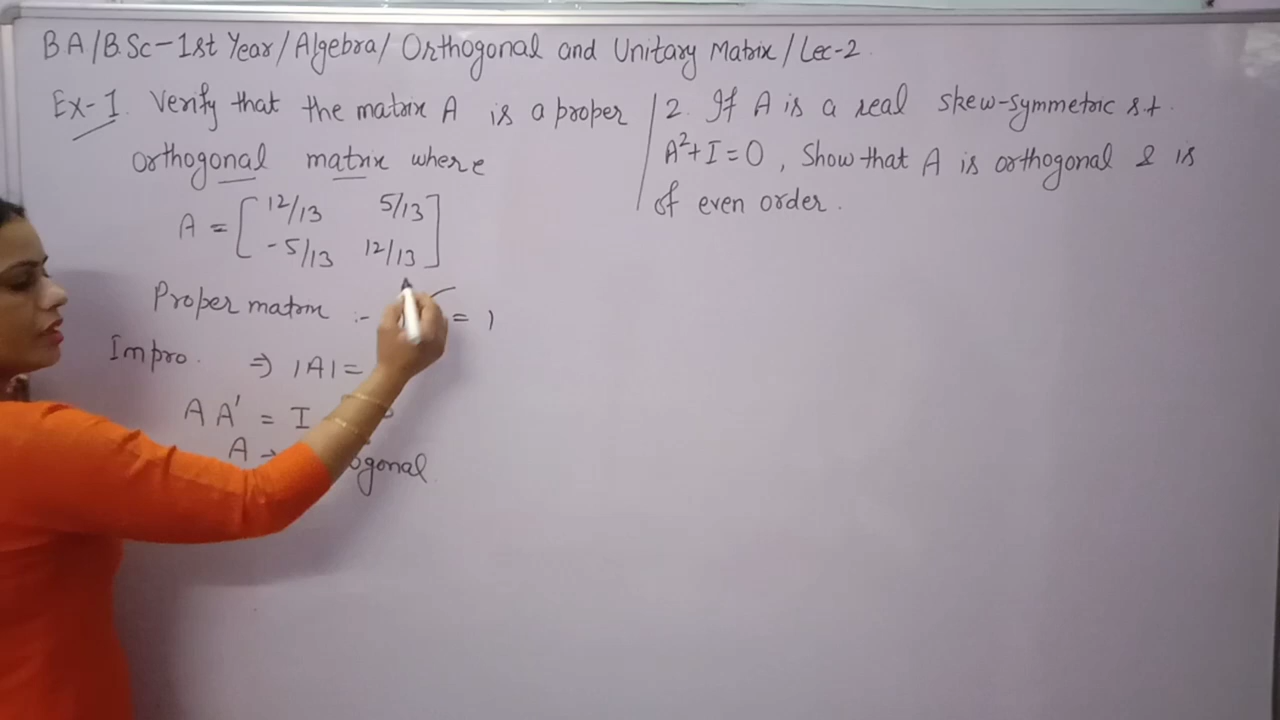 BA/B.Sc-1st Year/Algebra/ Orthogonal and Unitary Matrix/Lec-2
Ex-1. Verify that the matrix A is a proper
orthogonal matrix where
A = [ 12/13 5/13
-5/13 12/13 ]
Proper matrix :- = 1
Impro. ⇒ |A| =
A A' = I
A ogonal
2. If A is a real skew-symmetric s.t.
A²+I=0, Show that A is orthogonal & is
of even order.